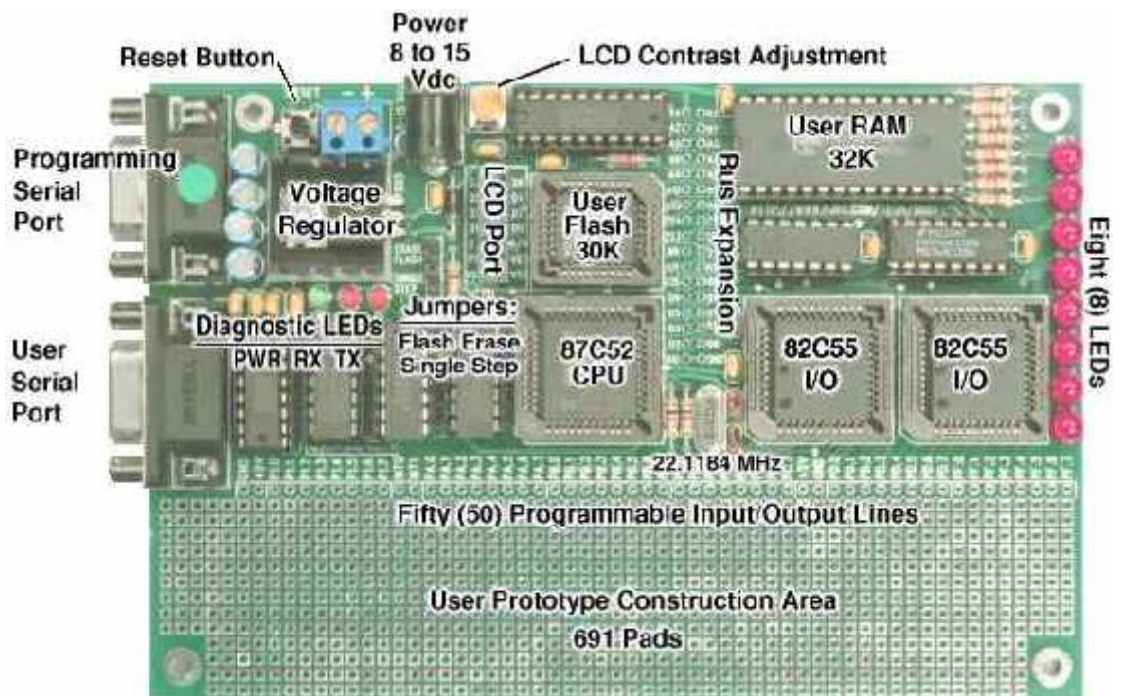 Power
8 to 15
Vdc
Reset Button
LCD Contrast Adjustment
- +
User RAM
32K
Programming
Serial
Port
Voltage
Regulator
LCD Port
User
Flash
30K
Bus Expansion
Eight (8) LEDs
User
Serial
Port
Diagnostic LEDs
PWR RX TX
Jumpers:
Flash Erase
Single Step
87C52
CPU
82C55
I/O
82C55
I/O
22.1184 MHz
Fifty (50) Programmable Input/Output Lines
User Prototype Construction Area
691 Pads